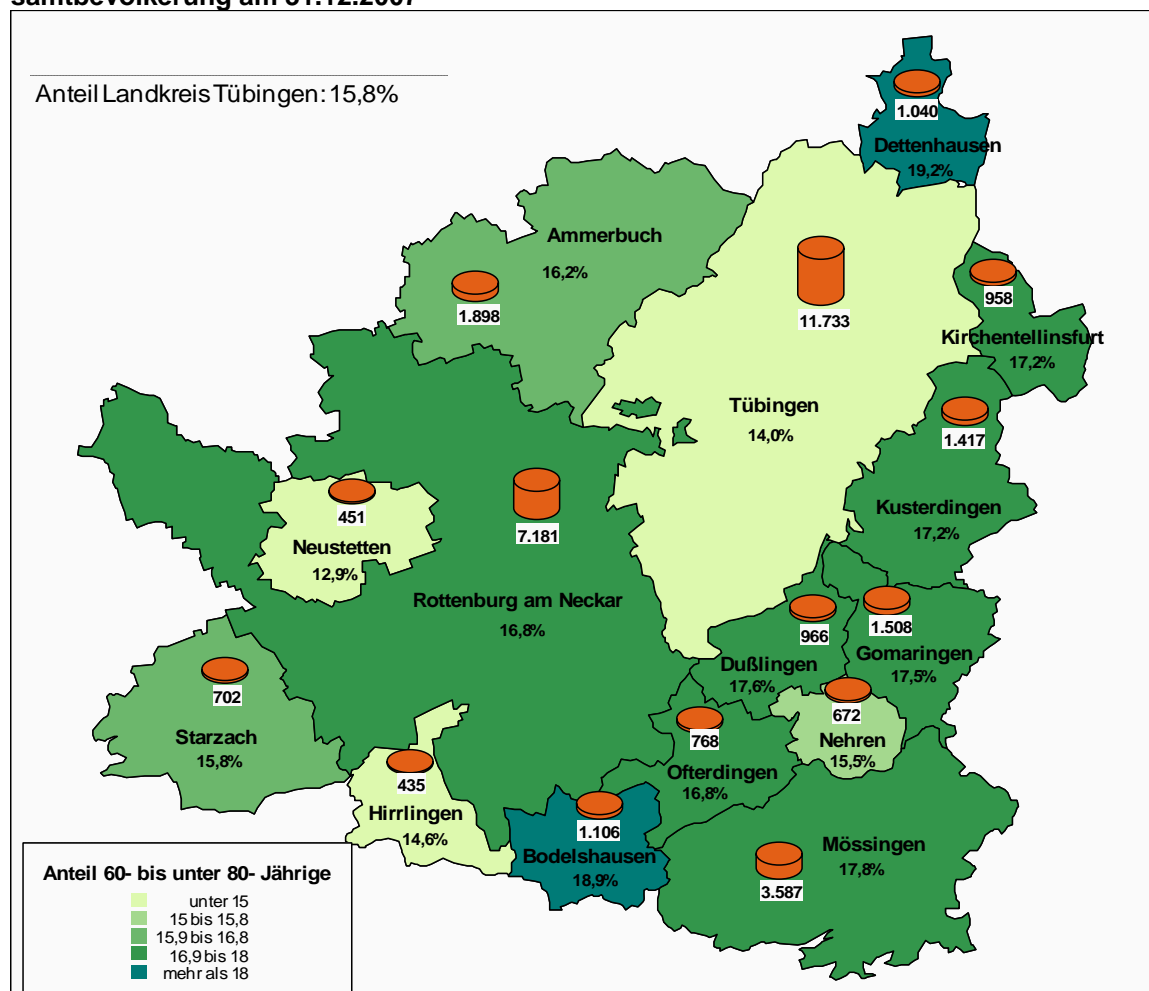 samtbevölkerung am 31.12.2007
Anteil Landkreis Tübingen: 15,8%
1.040
Dettenhausen
19,2%
Ammerbuch
16,2%
1.898
11.733
Tübingen
14,0%
958
Kirchentellinsfurt
17,2%
1.417
Kusterdingen
17,2%
451
Neustetten
12,9%
7.181
Rottenburg am Neckar
16,8%
966
Dußlingen
17,6%
1.508
Gomaringen
17,5%
702
Starzach
15,8%
672
Nehren
15,5%
768
Ofterdingen
16,8%
435
Hirrlingen
14,6%
1.106
Bodelshausen
18,9%
Mössingen
17,8%
3.587
Anteil 60- bis unter 80- Jährige
unter 15
15 bis 15,8
15,9 bis 16,8
16,9 bis 18
mehr als 18